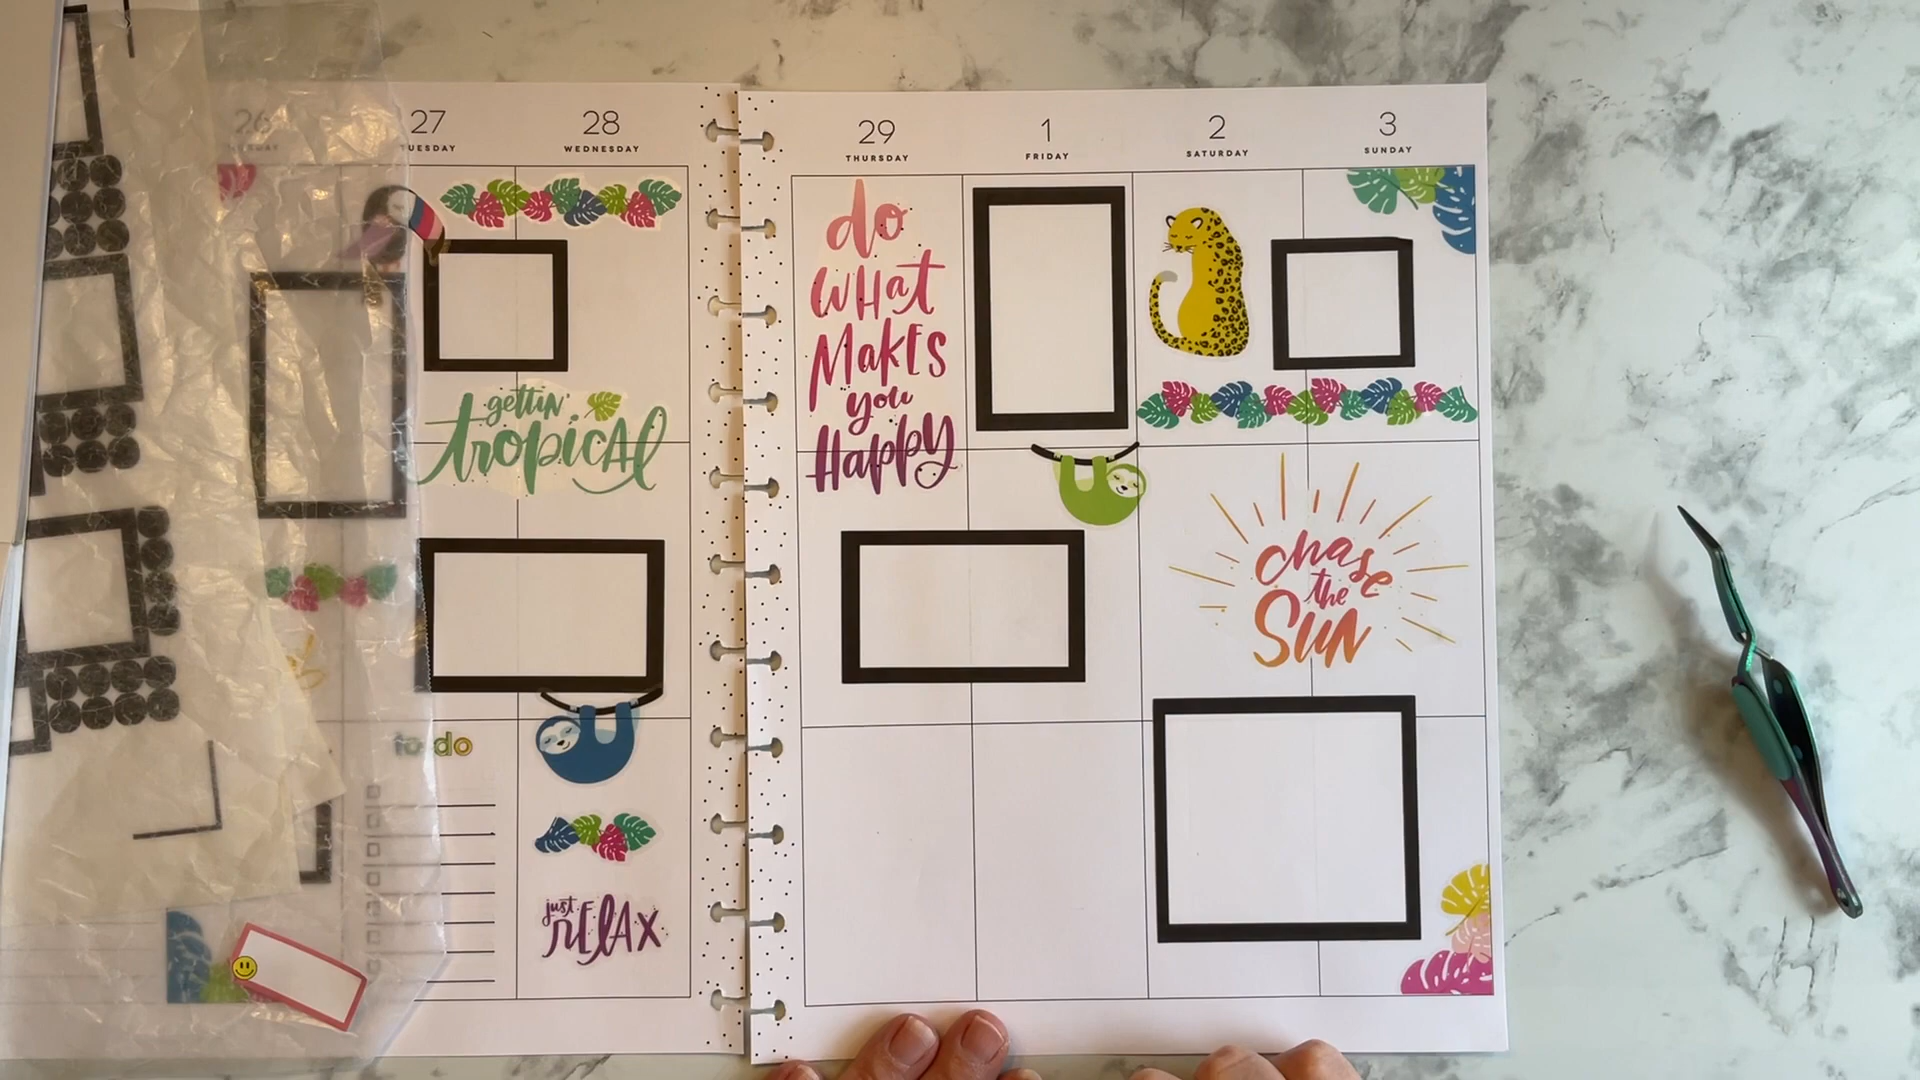 26
27
TUESDAY
28
WEDNESDAY
29
THURSDAY
1
FRIDAY
2
SATURDAY
3
SUNDAY
gettin'
tropical
to do
just
RElAX
do
WHat
MakEs
you
Happy
chase
the
SUN